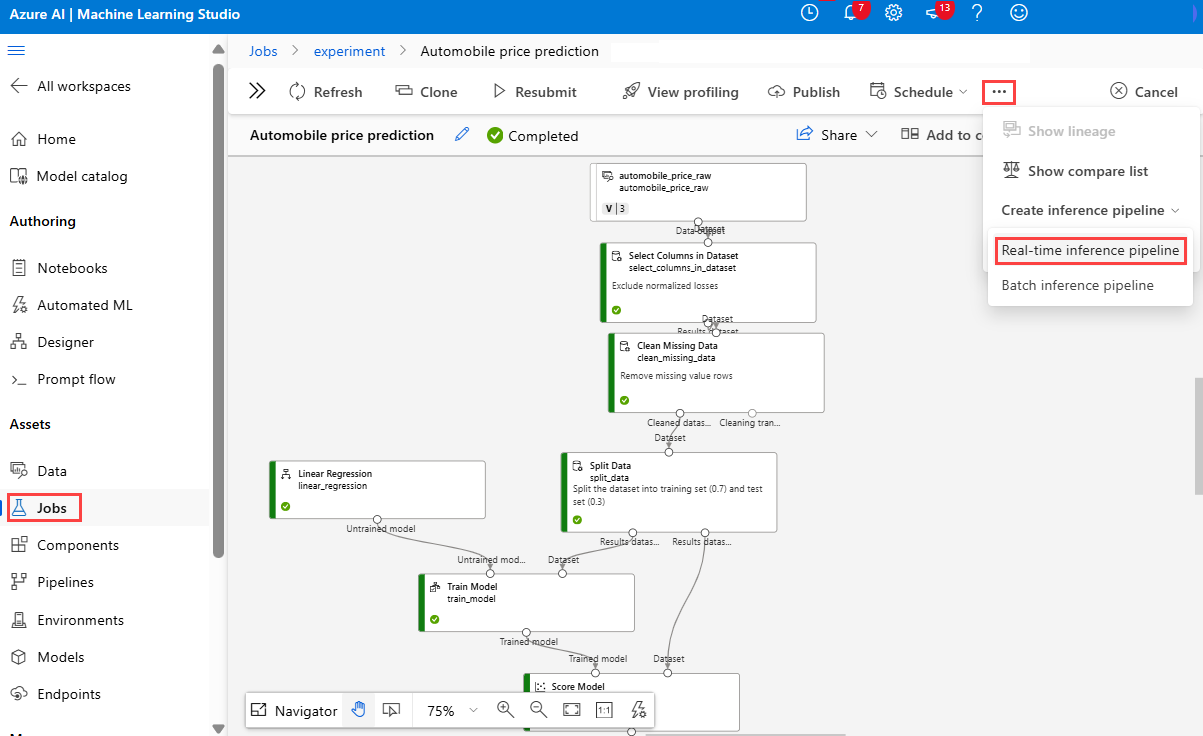 Azure AI | Machine Learning Studio
7
13
Jobs
experiment
Automobile price prediction
All workspaces
Refresh
Clone
Resubmit
View profiling
Publish
Schedule
...
Cancel
Automobile price prediction
Completed
Share
Show lineage
Show compare list
Create inference pipeline
Real-time inference pipeline
Batch inference pipeline
Home
Model catalog
Authoring
Notebooks
Automated ML
Designer
Prompt flow
Assets
Data
Jobs
Components
Pipelines
Environments
Models
Endpoints
automobile_price_raw
automobile_price_raw
V | 3
Dataset
Select Columns in Dataset
select_columns_in_dataset
Exclude normalized losses
Dataset
Clean Missing Data
clean_missing_data
Remove missing value rows
Cleaned datas...
Cleaning tran...
Dataset
Split Data
split_data
Split the dataset into training set (0.7) and test
set (0.3)
Results datas...
Results datas...
Linear Regression
linear_regression
Untrained model
Untrained mod...
Dataset
Train Model
train_model
Trained model
Trained model
Dataset
Score Model
Navigator
75%
1:1